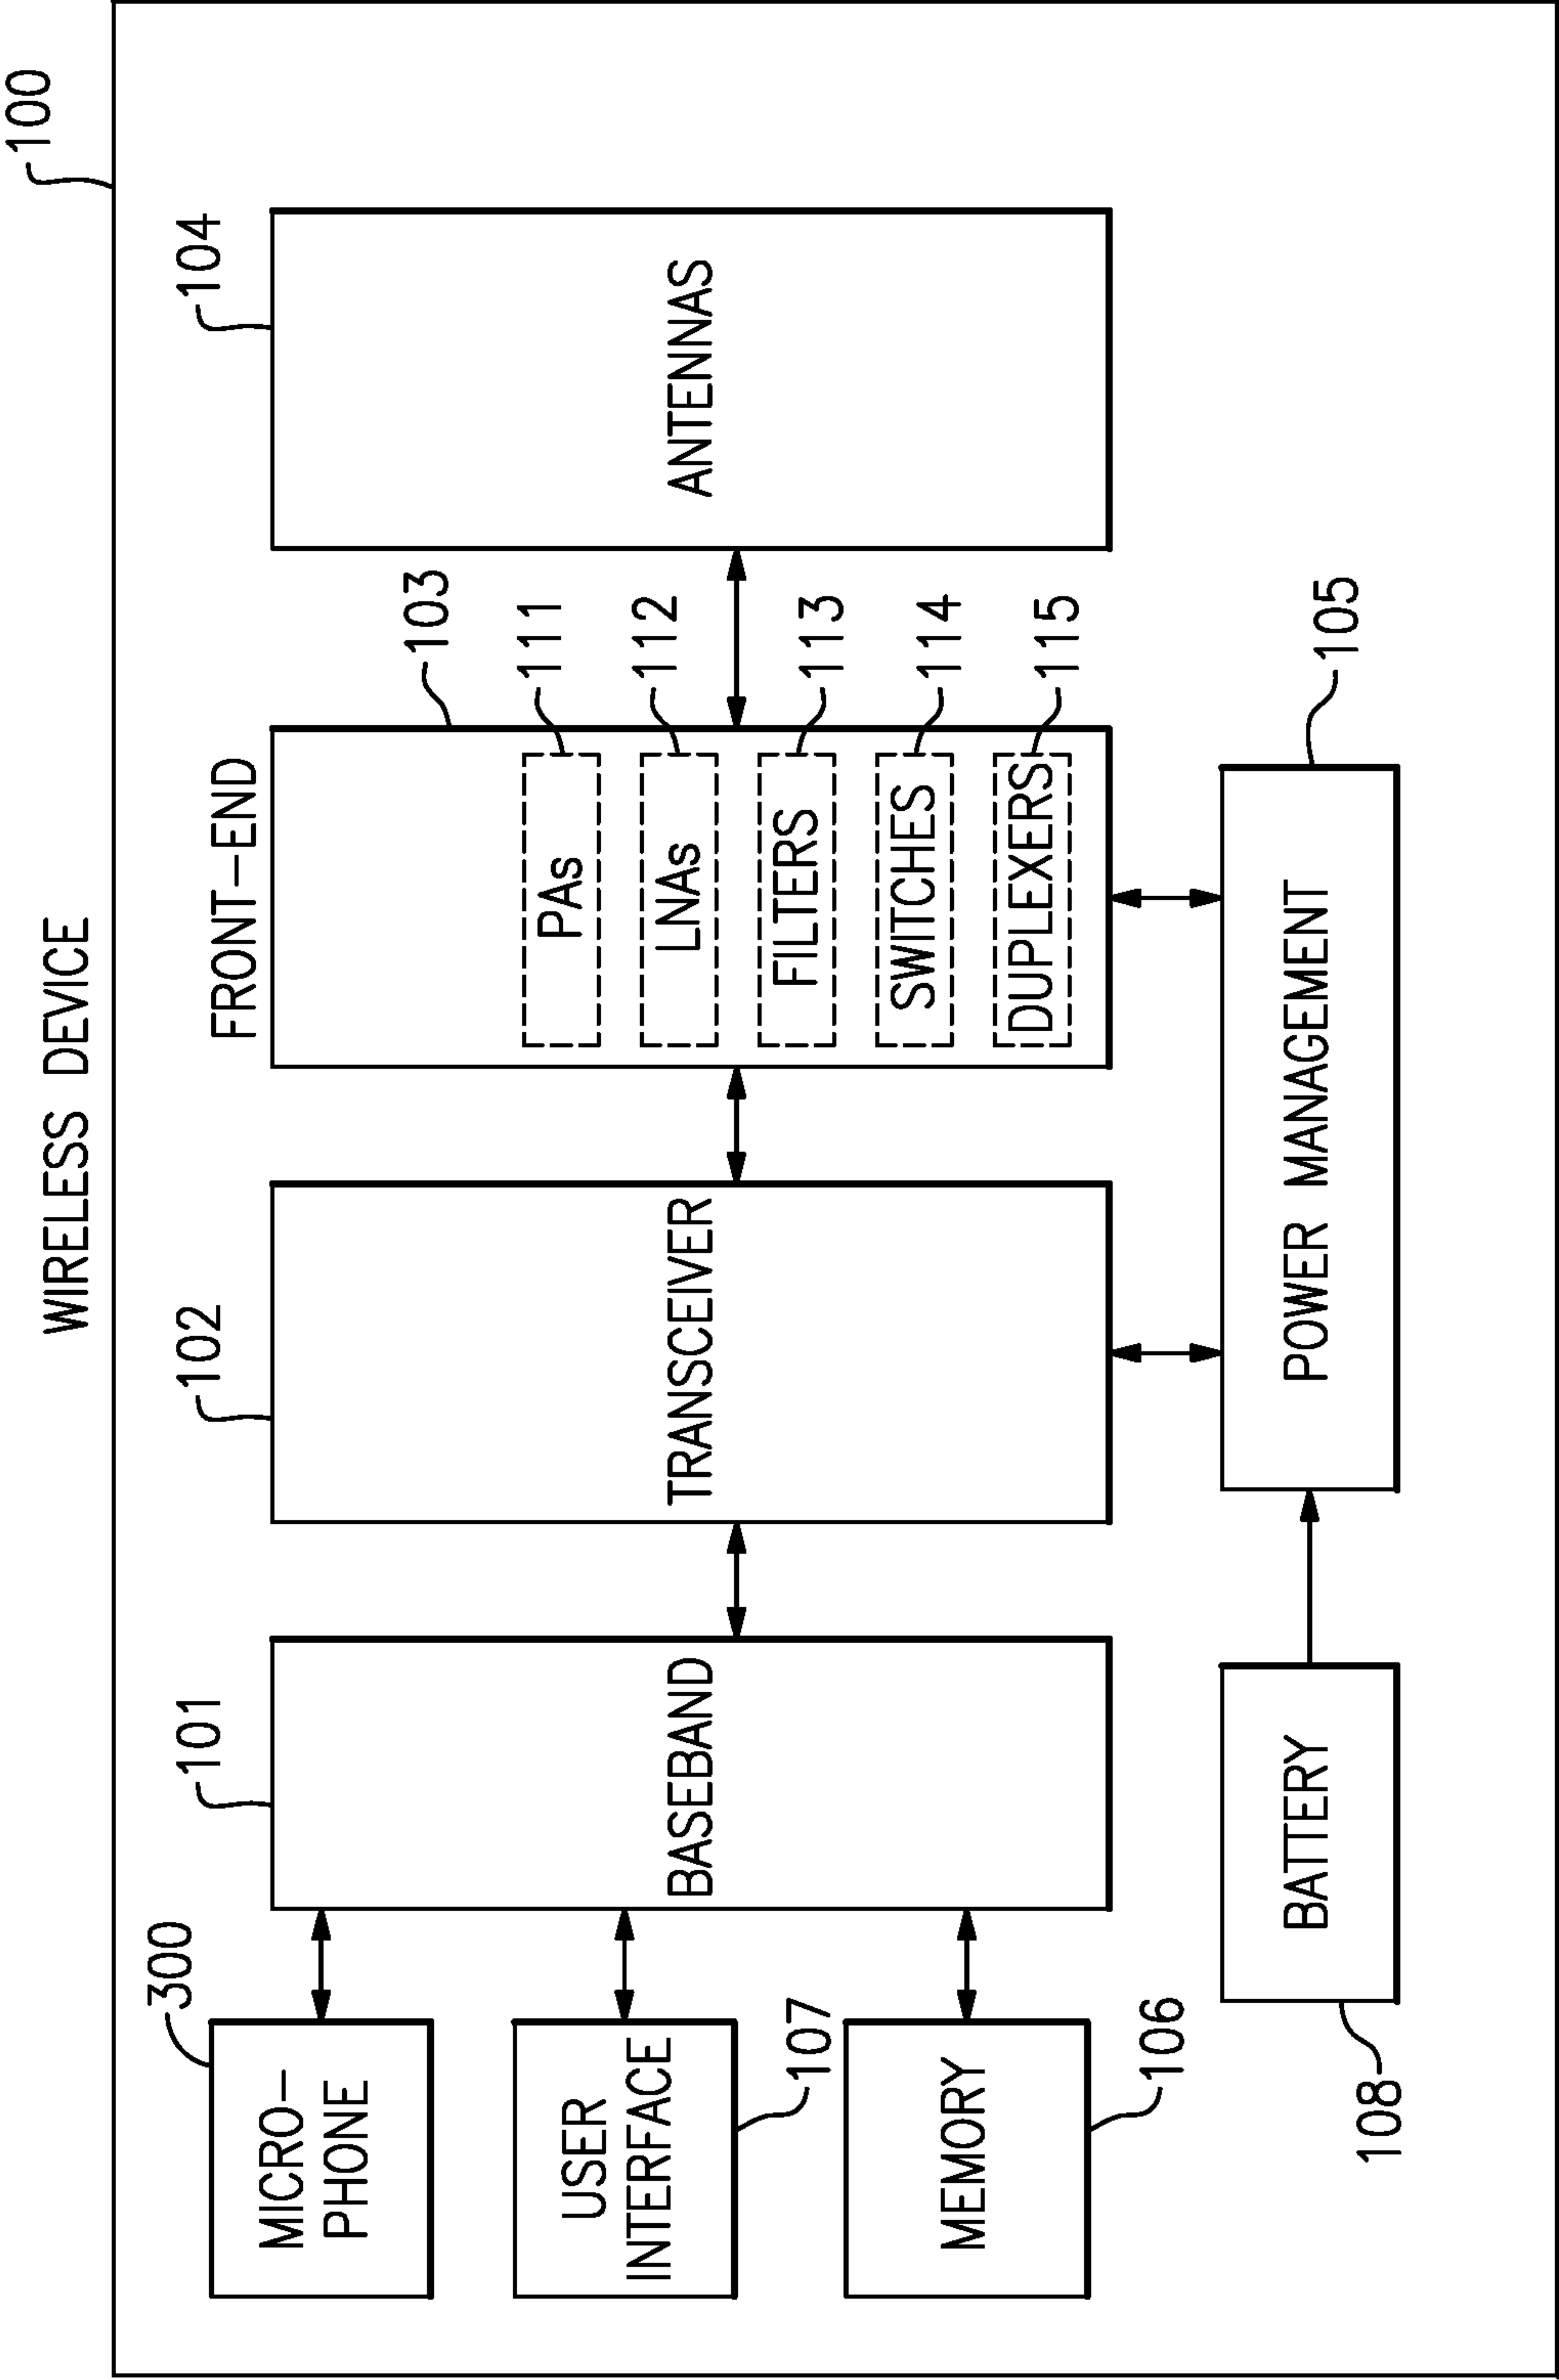 WIRELESS DEVICE
100
300
MICRO-
PHONE
USER
INTERFACE
107
MEMORY
106
101
BASEBAND
102
TRANSCEIVER
FRONT-END
103
PAs
111
LNAs
112
FILTERS
113
SWITCHES
114
DUPLEXERS
115
104
ANTENNAS
108
BATTERY
POWER MANAGEMENT
105